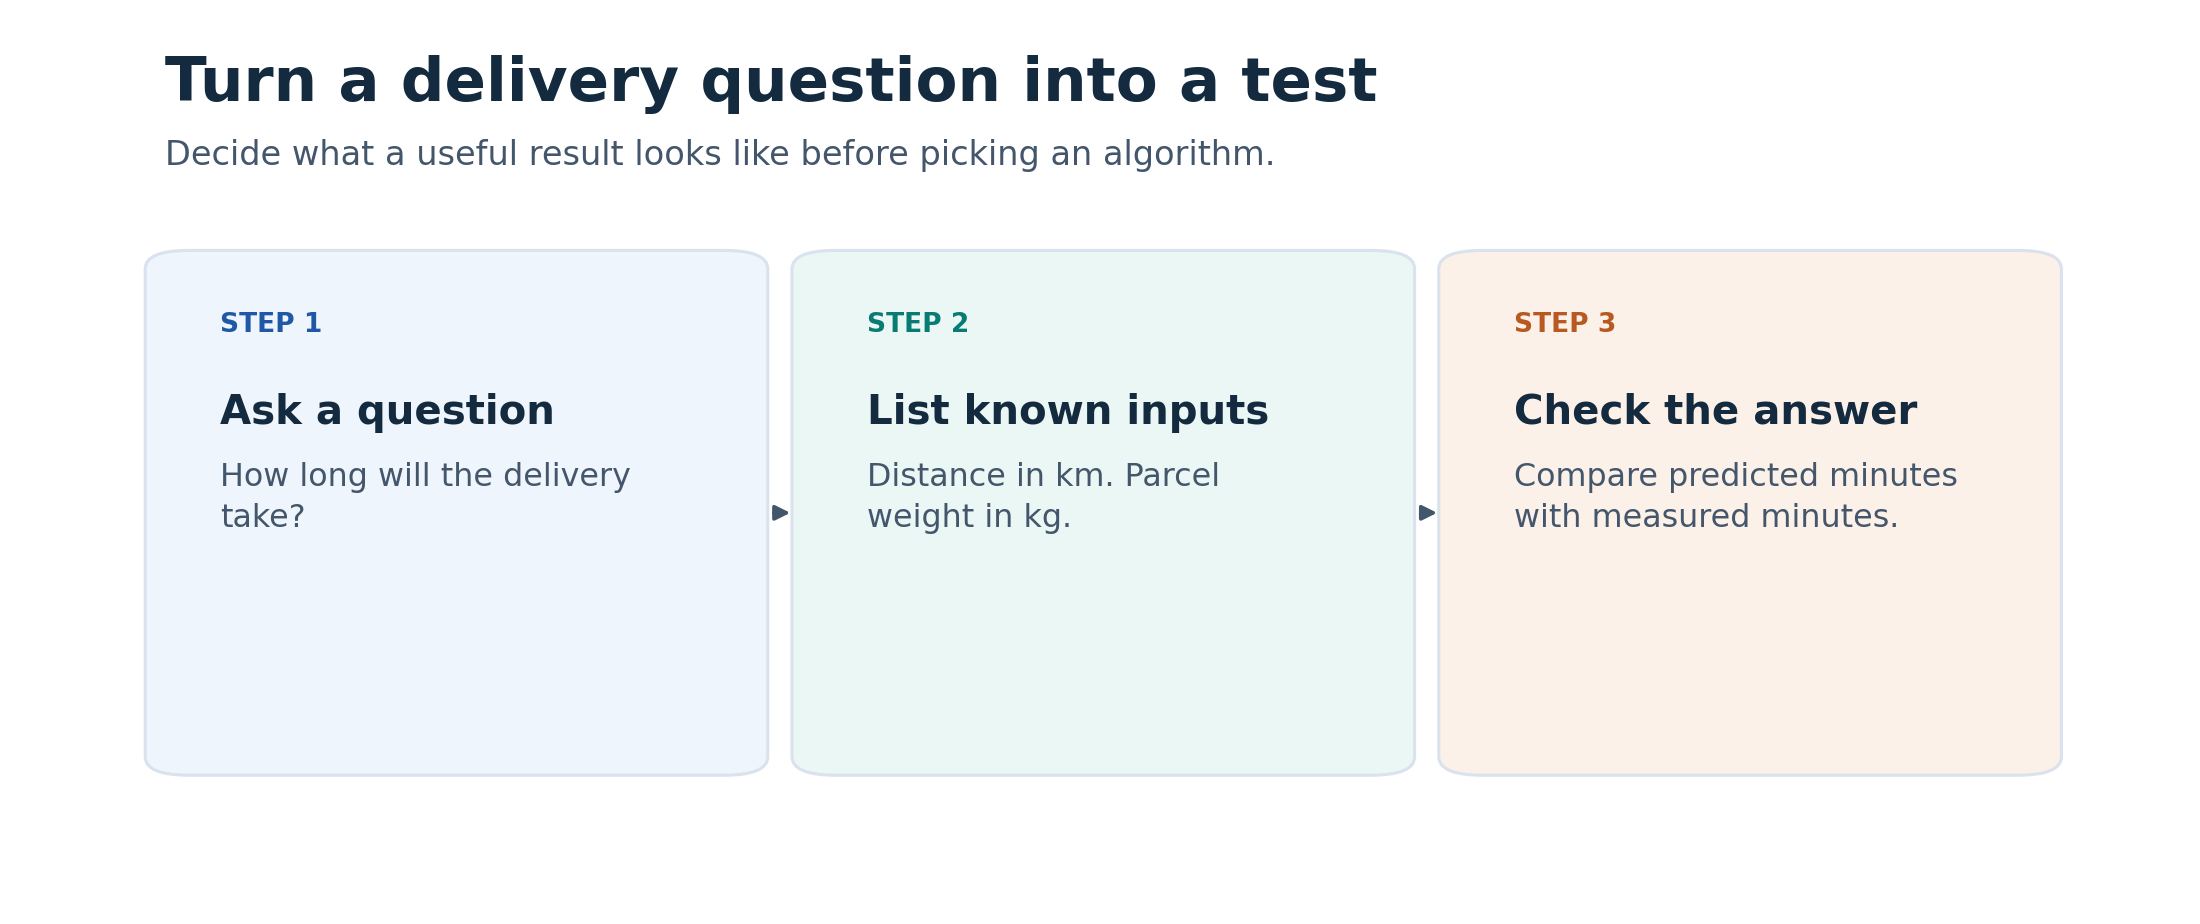 Turn a delivery question into a test
Decide what a useful result looks like before picking an algorithm.
STEP 1
Ask a question
How long will the delivery
take?
STEP 2
List known inputs
Distance in km. Parcel
weight in kg.
STEP 3
Check the answer
Compare predicted minutes
with measured minutes.